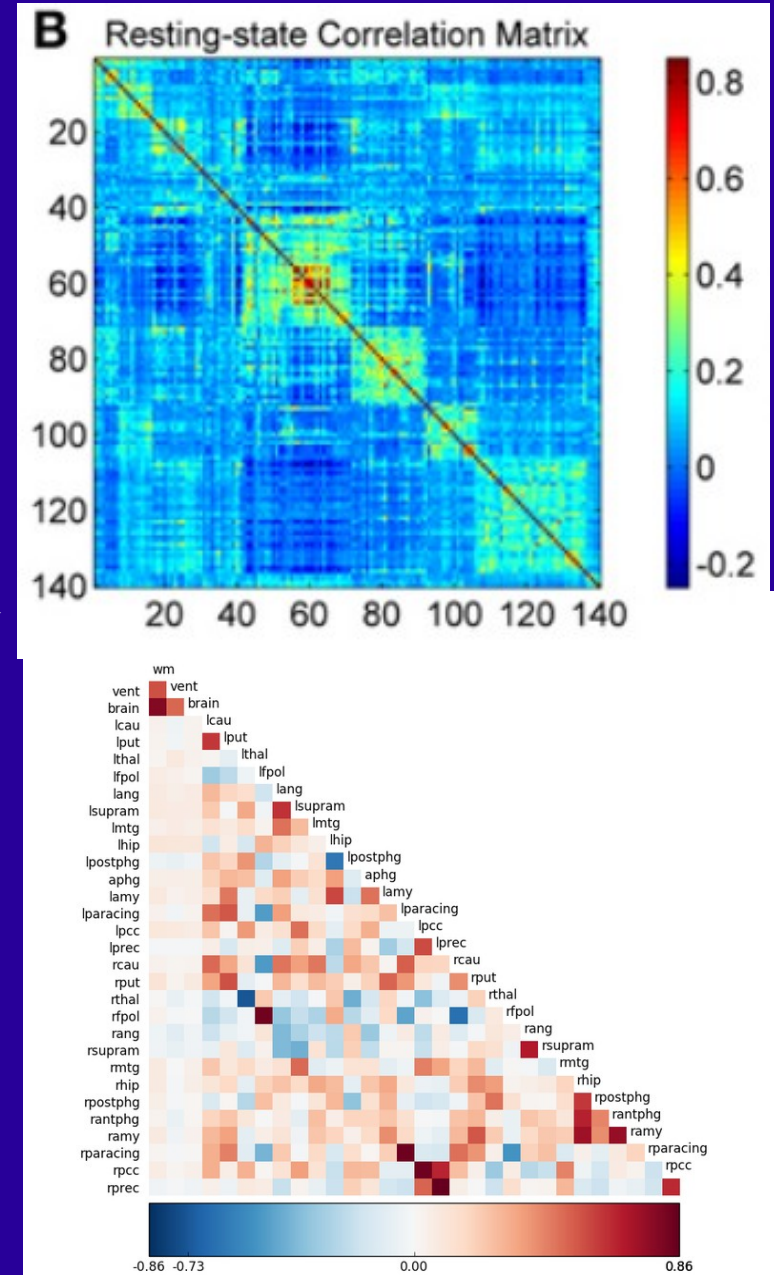 B Resting-state Correlation Matrix
0.8
20
40
0.6
60
0.4
80
0.2
100
0
120
-0.2
140
20 40 60 80 100 120 140
wm
vent vent
brain brain
lcau lcau
lput lput
lthal lthal
lfpol lfpol
lang lang
lsupram lsupram
lmtg lmtg
lhip lhip
lpostphg lpostphg
aphg aphg
lamy lamy
lparacing lparacing
lpcc lpcc
lprec lprec
rcau rcau
rput rput
rthal rthal
rfpol rfpol
rang rang
rsupram rsupram
rmtg rmtg
rhip rhip
rpostphg rpostphg
rantphg rantphg
ramy ramy
rparacing rparacing
rpcc rpcc
rprec
-0.86 -0.73 0.00 0.86